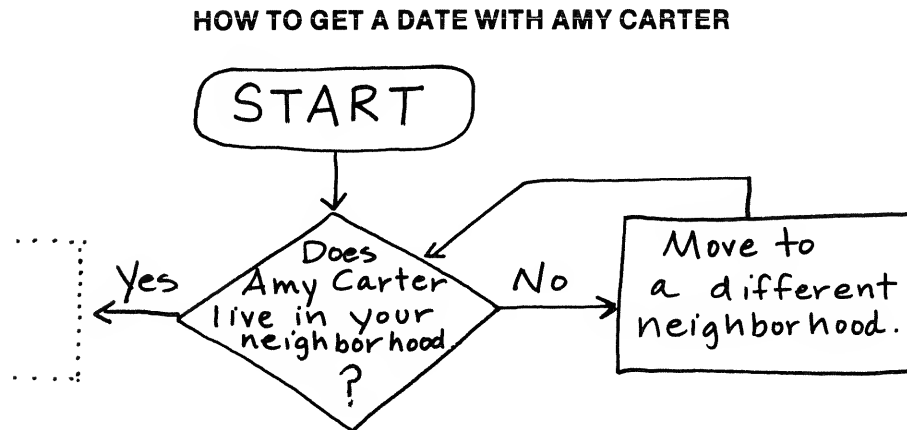 HOW TO GET A DATE WITH AMY CARTER
START
Does
Amy Carter
live in your
neighborhood
?
Yes
No
Move to
a different
neighborhood.